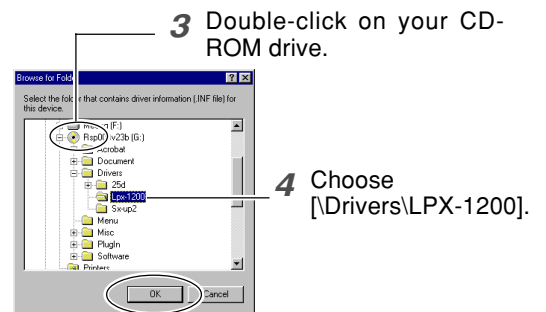 3 Double-click on your CD-
ROM drive.
Browse for Folder
Select the folder that contains driver information (.INF file) for
this device.
(F:)
(G:)
Acrobat
Document
Drivers
25d
Lpx-1200
Sx-up2
Menu
Misc
PlugIn
Software
Printers
OK Cancel
4 Choose
[\Drivers\LPX-1200].